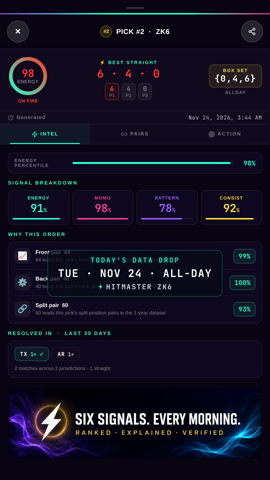 ×
#2 PICK #2 · ZK6
98
ENERGY
ON FIRE
⚡ BEST STRAIGHT
6 · 4 · 0
6 4 0
P1 P2 P3
BOX SET
{0,4,6}
ALLDAY
Generated
Nov 24, 2026, 3:44 AM
INTEL
PAIRS
ACTION
ENERGY PERCENTILE
98%
SIGNAL BREAKDOWN
ENERGY
91%
MOMO
98%
PATTERN
78%
CONSIST
92%
WHY THIS ORDER
Front pair 64
99%
TODAY'S DATA DROP
TUE · NOV 24 · ALL-DAY
⚡ HITMASTER ZK6
Back
100%
Split pair 60
60 leads this pick's split-position pairs in the 1-year dataset
93%
RESOLVED IN · LAST 30 DAYS
TX 1× ✓
AR 1×
2 matches across 2 jurisdictions · 1 straight
SIX SIGNALS. EVERY MORNING.
RANKED · EXPLAINED · VERIFIED